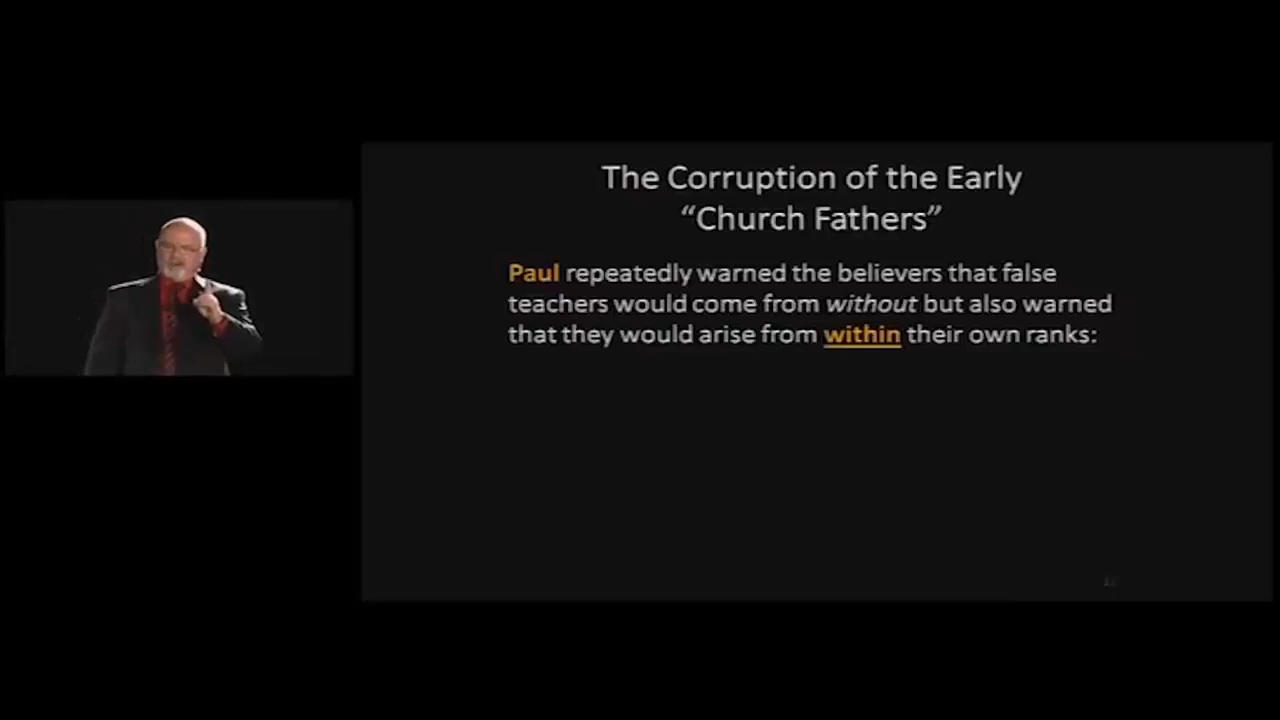 The Corruption of the Early
“Church Fathers”
Paul repeatedly warned the believers that false
teachers would come from without but also warned
that they would arise from within their own ranks: